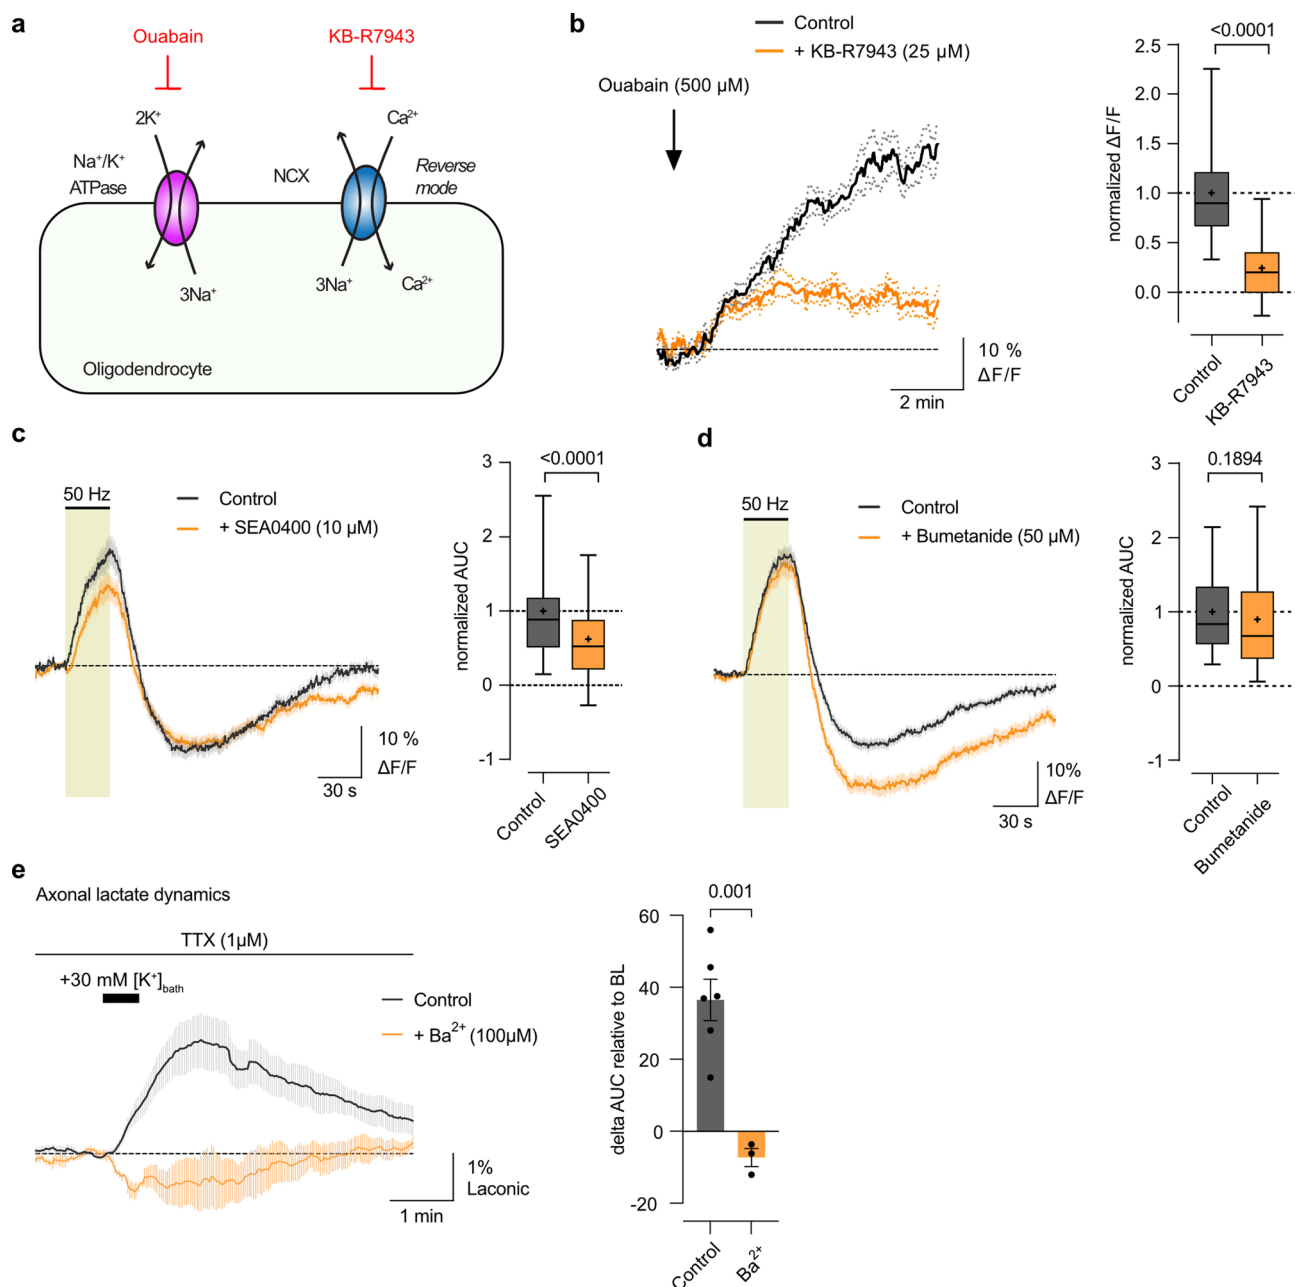 a
Ouabain
KB-R7943
2K⁺
Ca²⁺
Na⁺/K⁺
ATPase
NCX
Reverse
mode
3Na⁺
3Na⁺
Ca²⁺
Oligodendrocyte
b
Control
+ KB-R7943 (25 µM)
Ouabain (500 µM)
10 %
ΔF/F
2 min
<0.0001
normalized ΔF/F
2.5
2.0
1.5
1.0
0.5
0.0
Control
KB-R7943
c
50 Hz
Control
+ SEA0400 (10 µM)
10 %
ΔF/F
30 s
<0.0001
normalized AUC
3
2
1
0
-1
Control
SEA0400
d
50 Hz
Control
+ Bumetanide (50 µM)
10%
ΔF/F
30 s
0.1894
normalized AUC
3
2
1
0
-1
Control
Bumetanide
e
Axonal lactate dynamics
TTX (1µM)
+30 mM [K⁺]bath
Control
+ Ba²⁺ (100µM)
1%
Laconic
1 min
0.001
delta AUC relative to BL
60
40
20
0
-20
Control
Ba²⁺